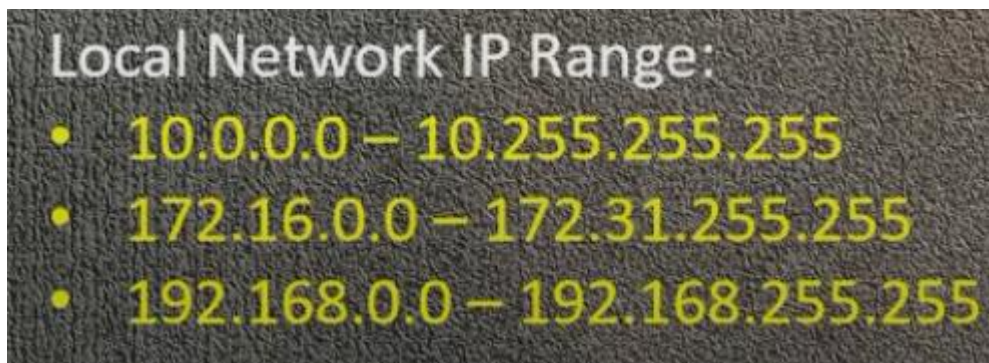 Local Network IP Range:
• 10.0.0.0 – 10.255.255.255
• 172.16.0.0 – 172.31.255.255
• 192.168.0.0 – 192.168.255.255